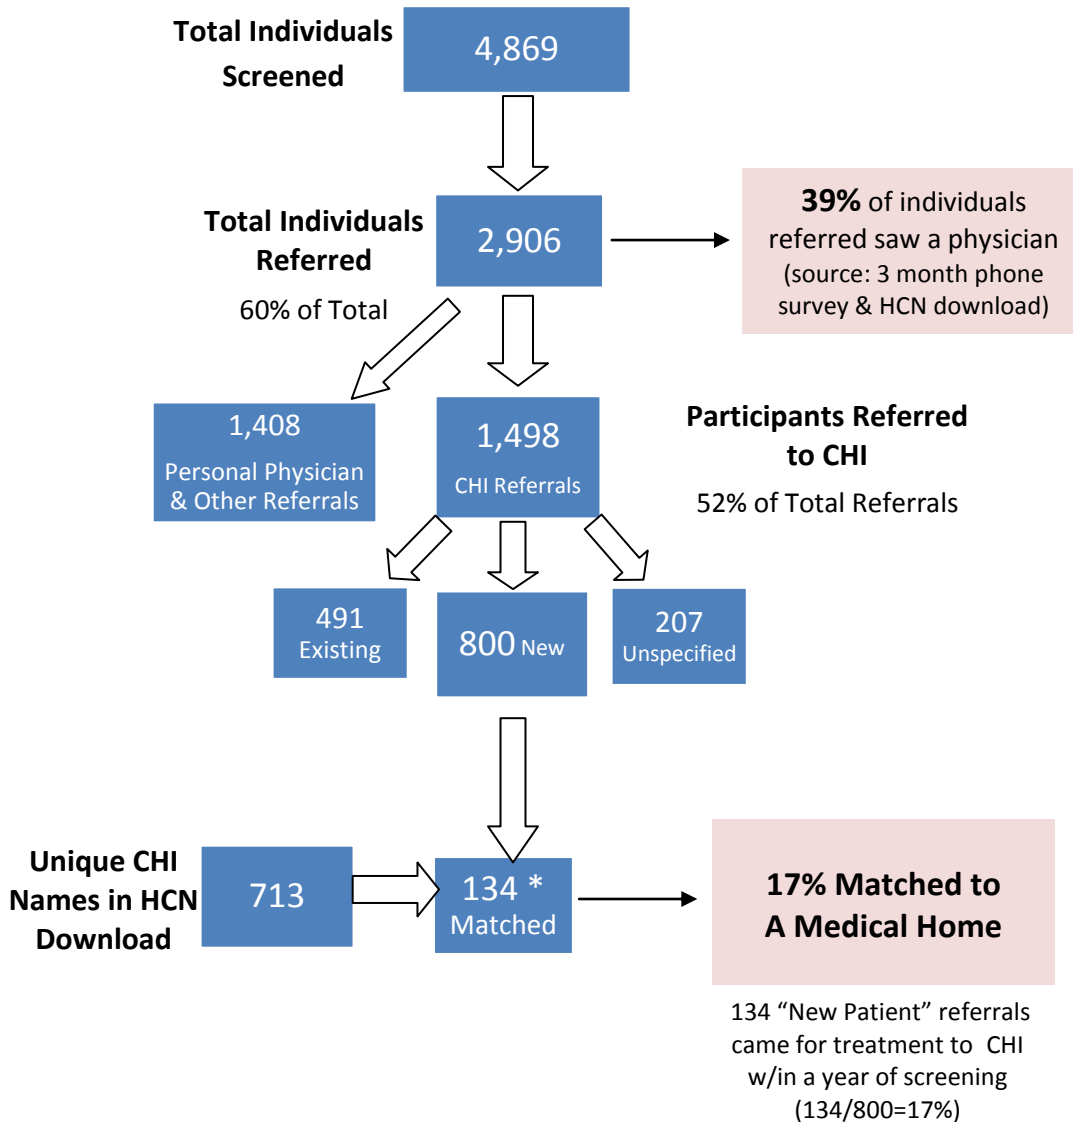 Total Individuals
Screened
4,869
Total Individuals
Referred
60% of Total
2,906
39% of individuals
referred saw a physician
(source: 3 month phone
survey & HCN download)
1,408
Personal Physician
& Other Referrals
1,498
CHI Referrals
Participants Referred
to CHI
52% of Total Referrals
491
Existing
800 New
207
Unspecified
Unique CHI
Names in HCN
Download
713
134 *
Matched
17% Matched to
A Medical Home
134 “New Patient” referrals
came for treatment to CHI
w/in a year of screening
(134/800=17%)